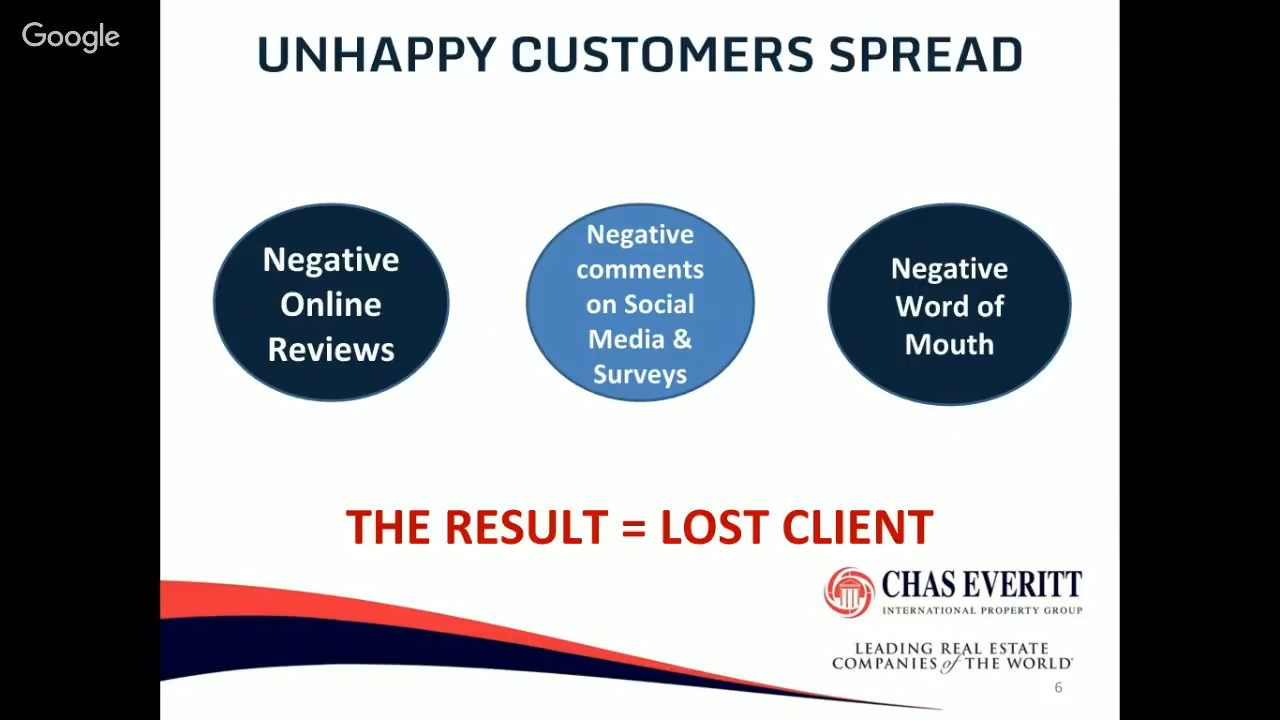 Google
UNHAPPY CUSTOMERS SPREAD
Negative
Online
Reviews
Negative
comments
on Social
Media &
Surveys
Negative
Word of
Mouth
THE RESULT = LOST CLIENT
CHAS EVERITT
INTERNATIONAL PROPERTY GROUP
LEADING REAL ESTATE
COMPANIES of THE WORLD
6